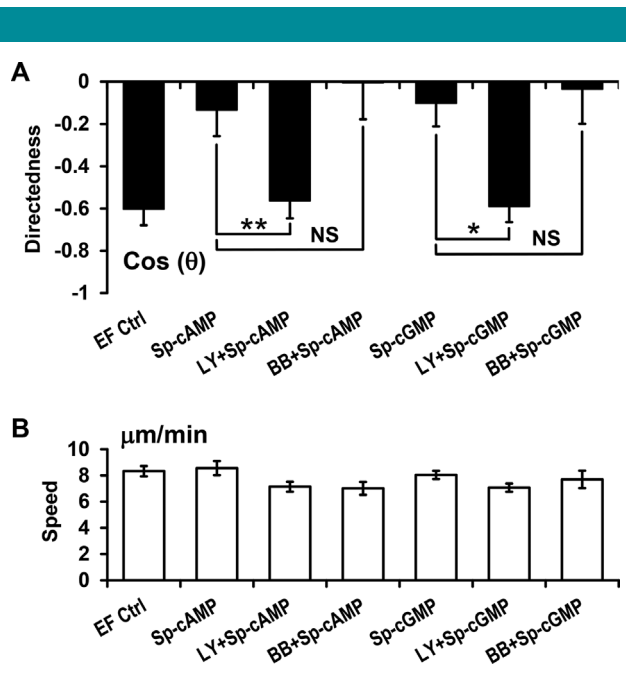 A
0
-0.2
-0.4
-0.6
-0.8
-1
Directedness
Cos (θ)
**
NS
*
NS
EF Ctrl
Sp-cAMP
LY+Sp-cAMP
BB+Sp-cAMP
Sp-cGMP
LY+Sp-cGMP
BB+Sp-cGMP
B
μm/min
10
8
6
4
2
0
Speed
EF Ctrl
Sp-cAMP
LY+Sp-cAMP
BB+Sp-cAMP
Sp-cGMP
LY+Sp-cGMP
BB+Sp-cGMP